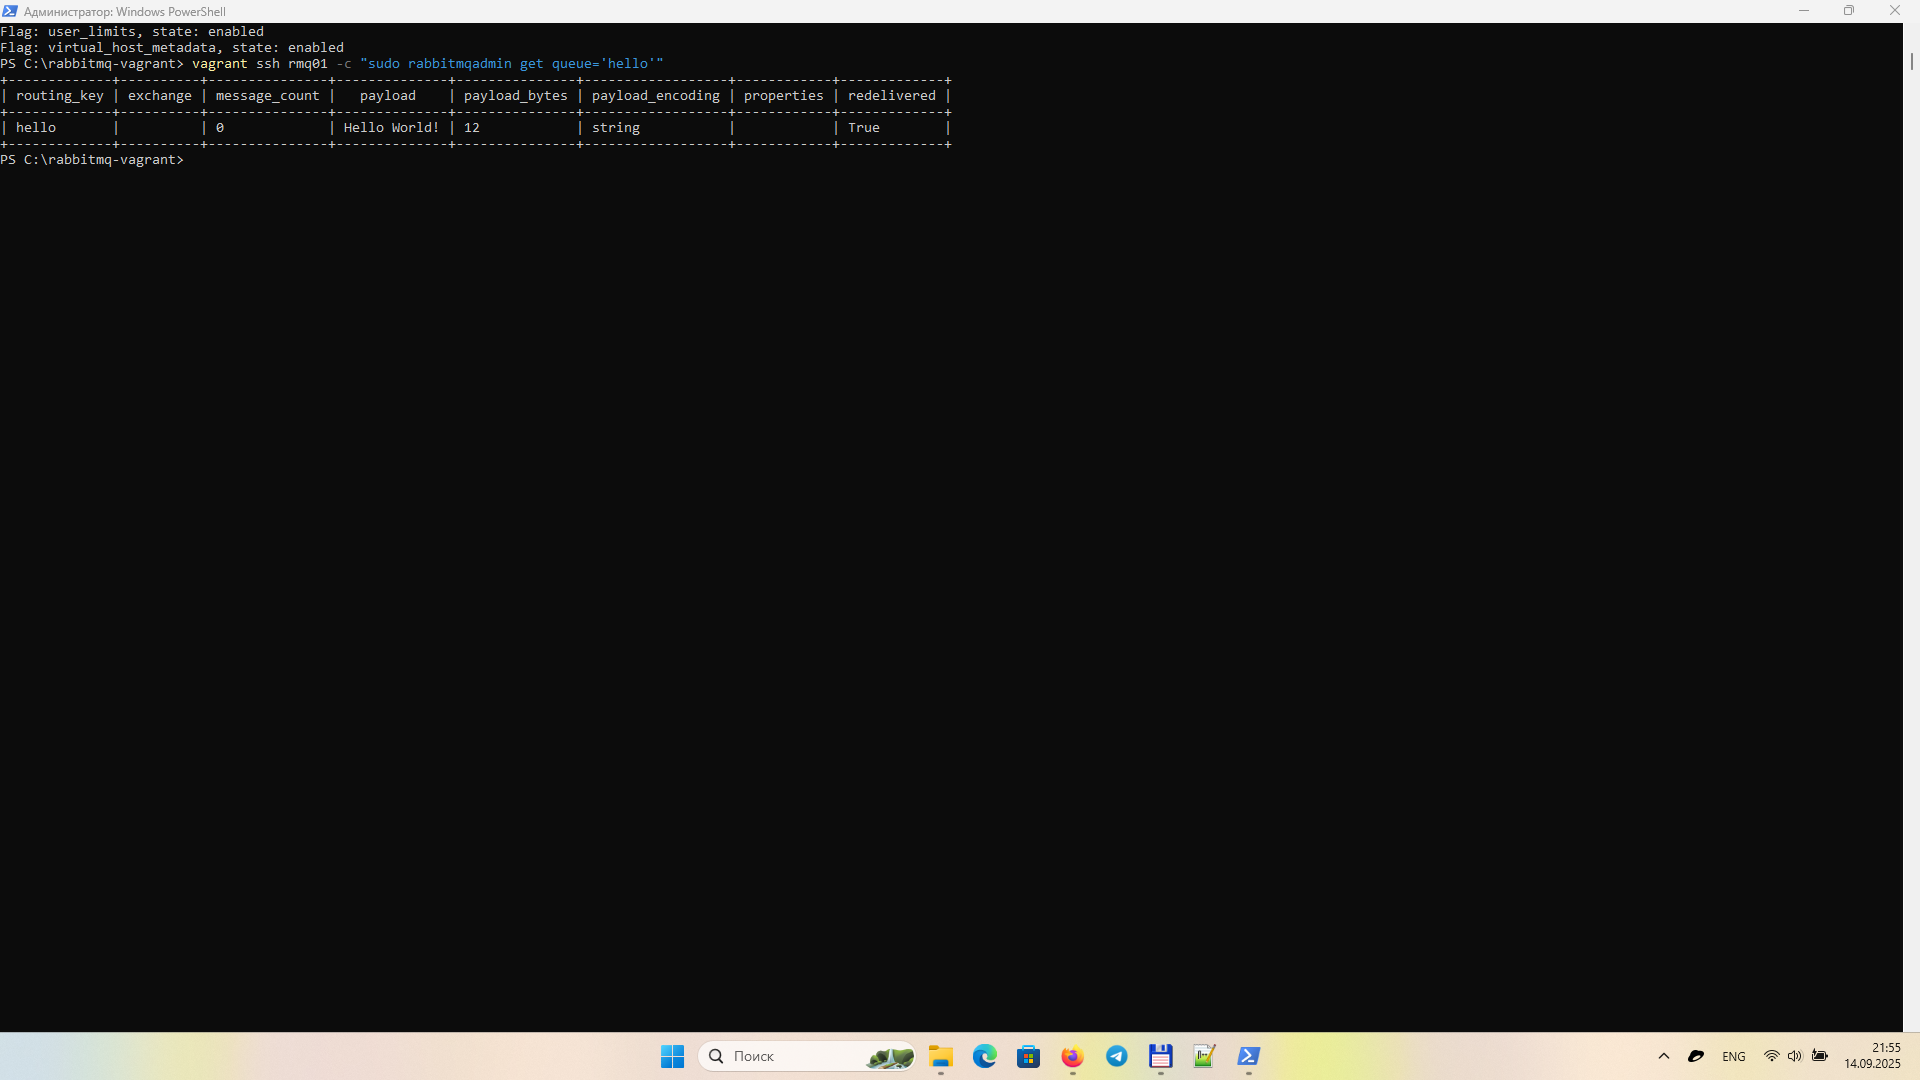 Администратор: Windows PowerShell
Flag: user_limits, state: enabled
Flag: virtual_host_metadata, state: enabled
PS C:\rabbitmq-vagrant> vagrant ssh rmq01 -c "sudo rabbitmqadmin get queue='hello'"
+-------------+----------+---------------+--------------+---------------+------------------+------------+-------------+
| routing_key | exchange | message_count |   payload    | payload_bytes | payload_encoding | properties | redelivered |
+-------------+----------+---------------+--------------+---------------+------------------+------------+-------------+
| hello       |          | 0             | Hello World! | 12            | string           |            | True        |
+-------------+----------+---------------+--------------+---------------+------------------+------------+-------------+
PS C:\rabbitmq-vagrant>
Поиск
ENG
21:55
14.09.2025